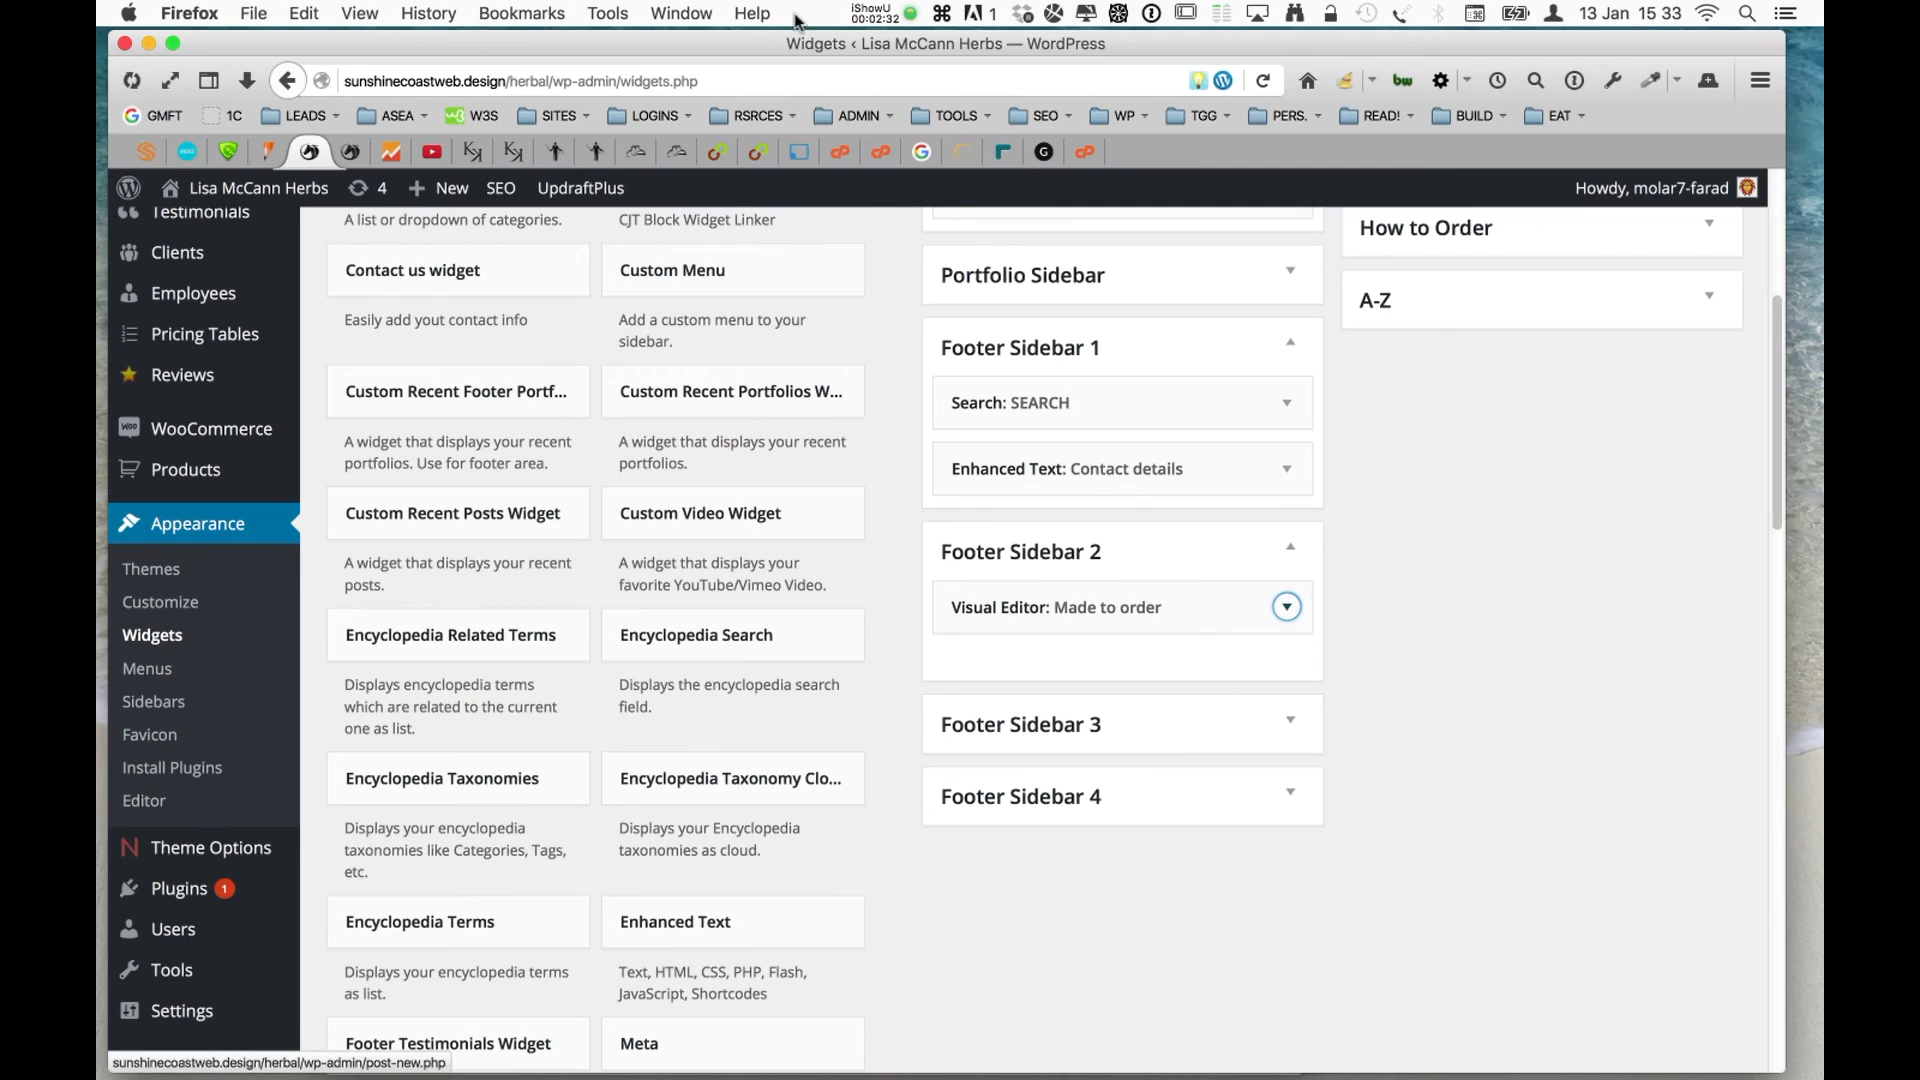 Firefox File Edit View History Bookmarks Tools Window Help
iShowU
00:02:32
1
13 Jan 15 33
Widgets ‹ Lisa McCann Herbs — WordPress
sunshinecoastweb.design/herbal/wp-admin/widgets.php
bw
GMFT 1C LEADS ASEA W3S SITES LOGINS RSRCES ADMIN TOOLS SEO WP TGG PERS. READ! BUILD EAT
Lisa McCann Herbs 4 New SEO UpdraftPlus
Howdy, molar7-farad
Testimonials
Clients
Employees
Pricing Tables
Reviews
WooCommerce
Products
Appearance
Themes
Customize
Widgets
Menus
Sidebars
Favicon
Install Plugins
Editor
Theme Options
Plugins 1
Users
Tools
Settings
A list or dropdown of categories.
CJT Block Widget Linker
Contact us widget
Custom Menu
Easily add yout contact info
Add a custom menu to your
sidebar.
Custom Recent Footer Portf...
Custom Recent Portfolios W...
A widget that displays your recent
portfolios. Use for footer area.
A widget that displays your recent
portfolios.
Custom Recent Posts Widget
Custom Video Widget
A widget that displays your recent
posts.
A widget that displays your
favorite YouTube/Vimeo Video.
Encyclopedia Related Terms
Encyclopedia Search
Displays encyclopedia terms
which are related to the current
one as list.
Displays the encyclopedia search
field.
Encyclopedia Taxonomies
Encyclopedia Taxonomy Clo...
Displays your encyclopedia
taxonomies like Categories, Tags,
etc.
Displays your Encyclopedia
taxonomies as cloud.
Encyclopedia Terms
Enhanced Text
Displays your encyclopedia terms
as list.
Text, HTML, CSS, PHP, Flash,
JavaScript, Shortcodes
Footer Testimonials Widget
Meta
Portfolio Sidebar
Footer Sidebar 1
Search: SEARCH
Enhanced Text: Contact details
Footer Sidebar 2
Visual Editor: Made to order
Footer Sidebar 3
Footer Sidebar 4
How to Order
A-Z
sunshinecoastweb.design/herbal/wp-admin/post-new.php